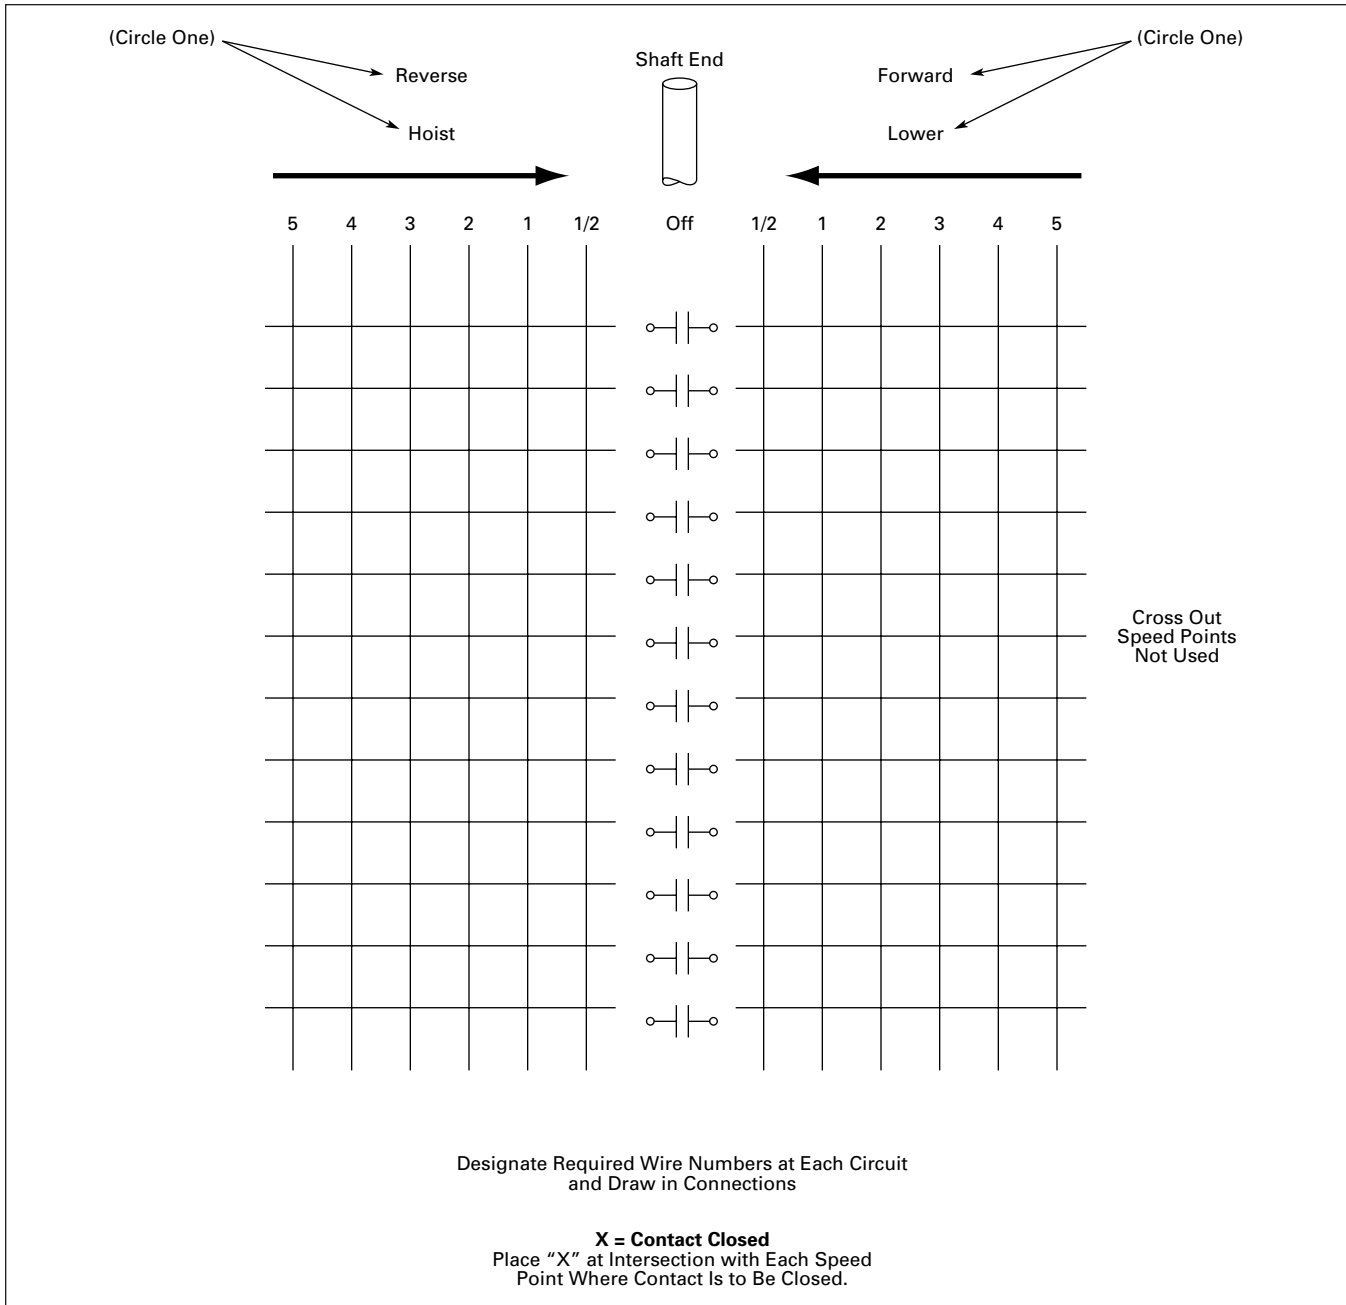 (Circle One)
Reverse
Hoist
Shaft End
(Circle One)
Forward
Lower
5 4 3 2 1 1/2 Off 1/2 1 2 3 4 5
Cross Out
Speed Points
Not Used
Designate Required Wire Numbers at Each Circuit
and Draw in Connections
X = Contact Closed
Place “X” at Intersection with Each Speed
Point Where Contact Is to Be Closed.